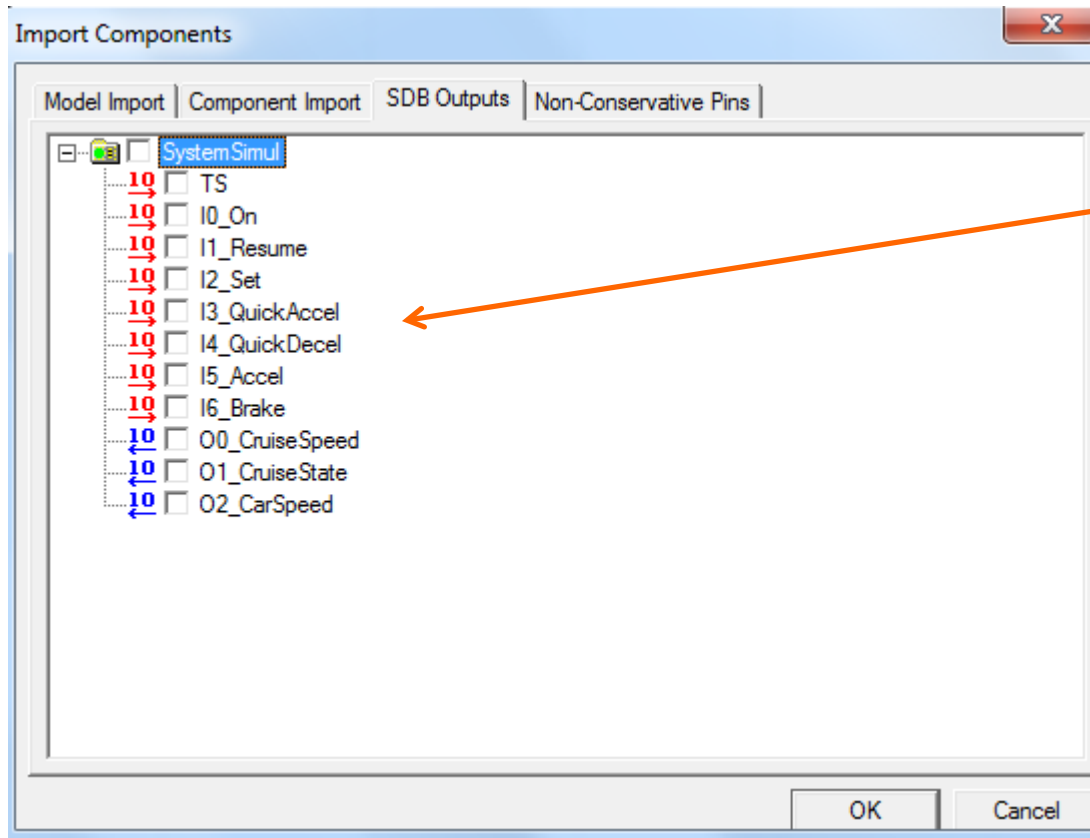 Import Components
Model Import Component Import SDB Outputs Non-Conservative Pins
SystemSimul
10 TS
10 I0_On
10 I1_Resume
10 I2_Set
10 I3_QuickAccel
10 I4_QuickDecel
10 I5_Accel
10 I6_Brake
10 O0_CruiseSpeed
10 O1_CruiseState
10 O2_CarSpeed
OK Cancel